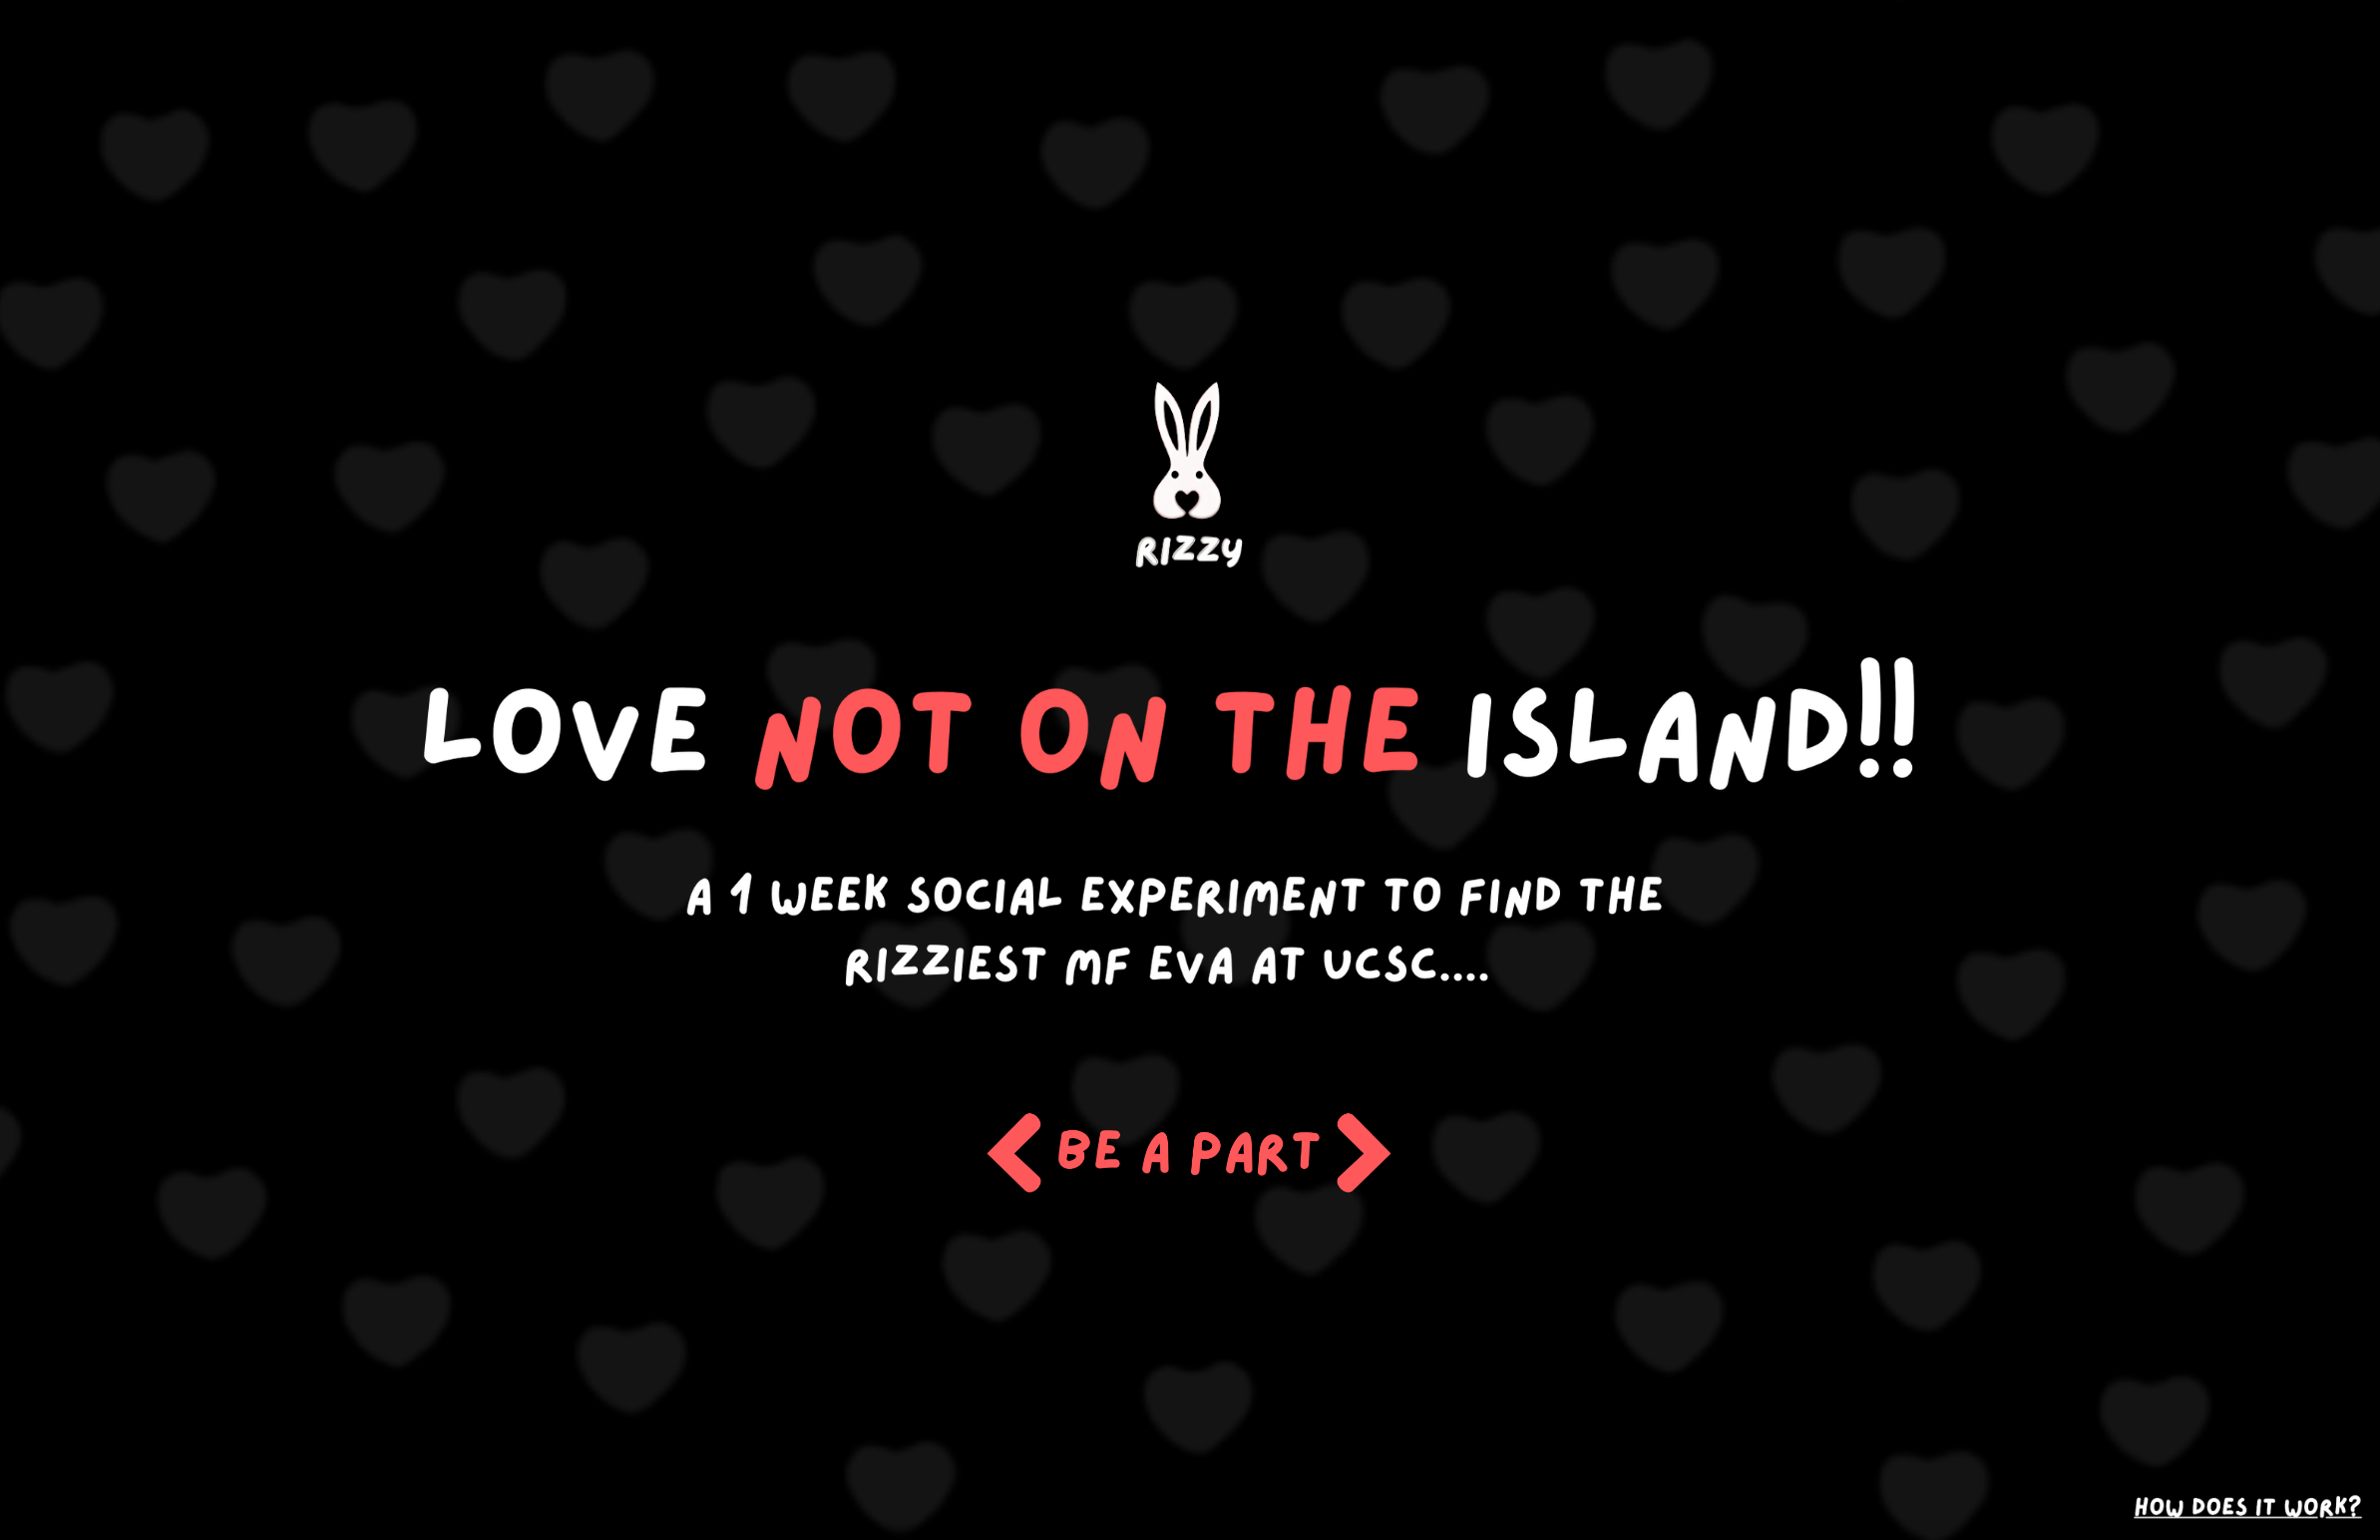 RIZZY
LOVE NOT ON THE ISLAND!!
A 1 WEEK SOCIAL EXPERIMENT TO FIND THE
RIZZIEST MF EVA AT UCSC....
< BE A PART >
HOW DOES IT WORK?